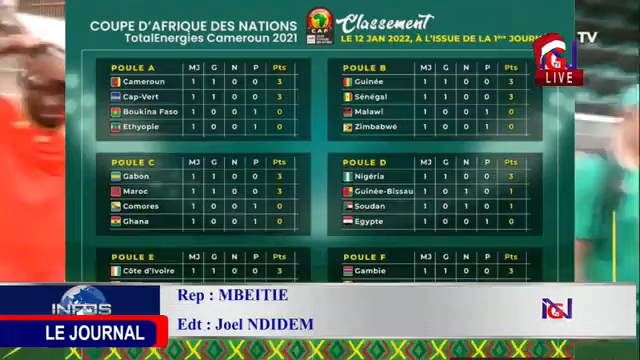 COUPE D'AFRIQUE DES NATIONS
TotalEnergies Cameroun 2021
CAF
Classement
LE 12 JAN 2022, À L'ISSUE DE LA 1ère JOURN
TV
LIVE
POULE A MJ G N P Pts
Cameroun 1 1 0 0 3
Cap-Vert 1 1 0 0 3
Boukina Faso 1 0 0 1 0
Ethyopie 1 0 0 1 0
POULE B MJ G N P Pts
Guinée 1 1 0 0 3
Sénégal 1 1 0 0 3
Malawi 1 0 0 1 0
Zimbabwé 1 0 0 1 0
POULE C MJ G N P Pts
Gabon 1 1 0 0 3
Maroc 1 1 0 0 3
Comores 1 0 0 1 0
Ghana 1 0 0 1 0
POULE D MJ G N P Pts
Nigéria 1 1 0 0 3
Guinée-Bissau 1 0 1 0 1
Soudan 1 0 1 0 1
Egypte 1 0 0 1 0
POULE E MJ G N P Pts
Côte d'Ivoire 1 1 0 0 3
POULE F MJ G N P Pts
Gambie 1 1 0 0 3
INFOS
LE JOURNAL
Rep : MBEITIE
Edt : Joel NDIDEM